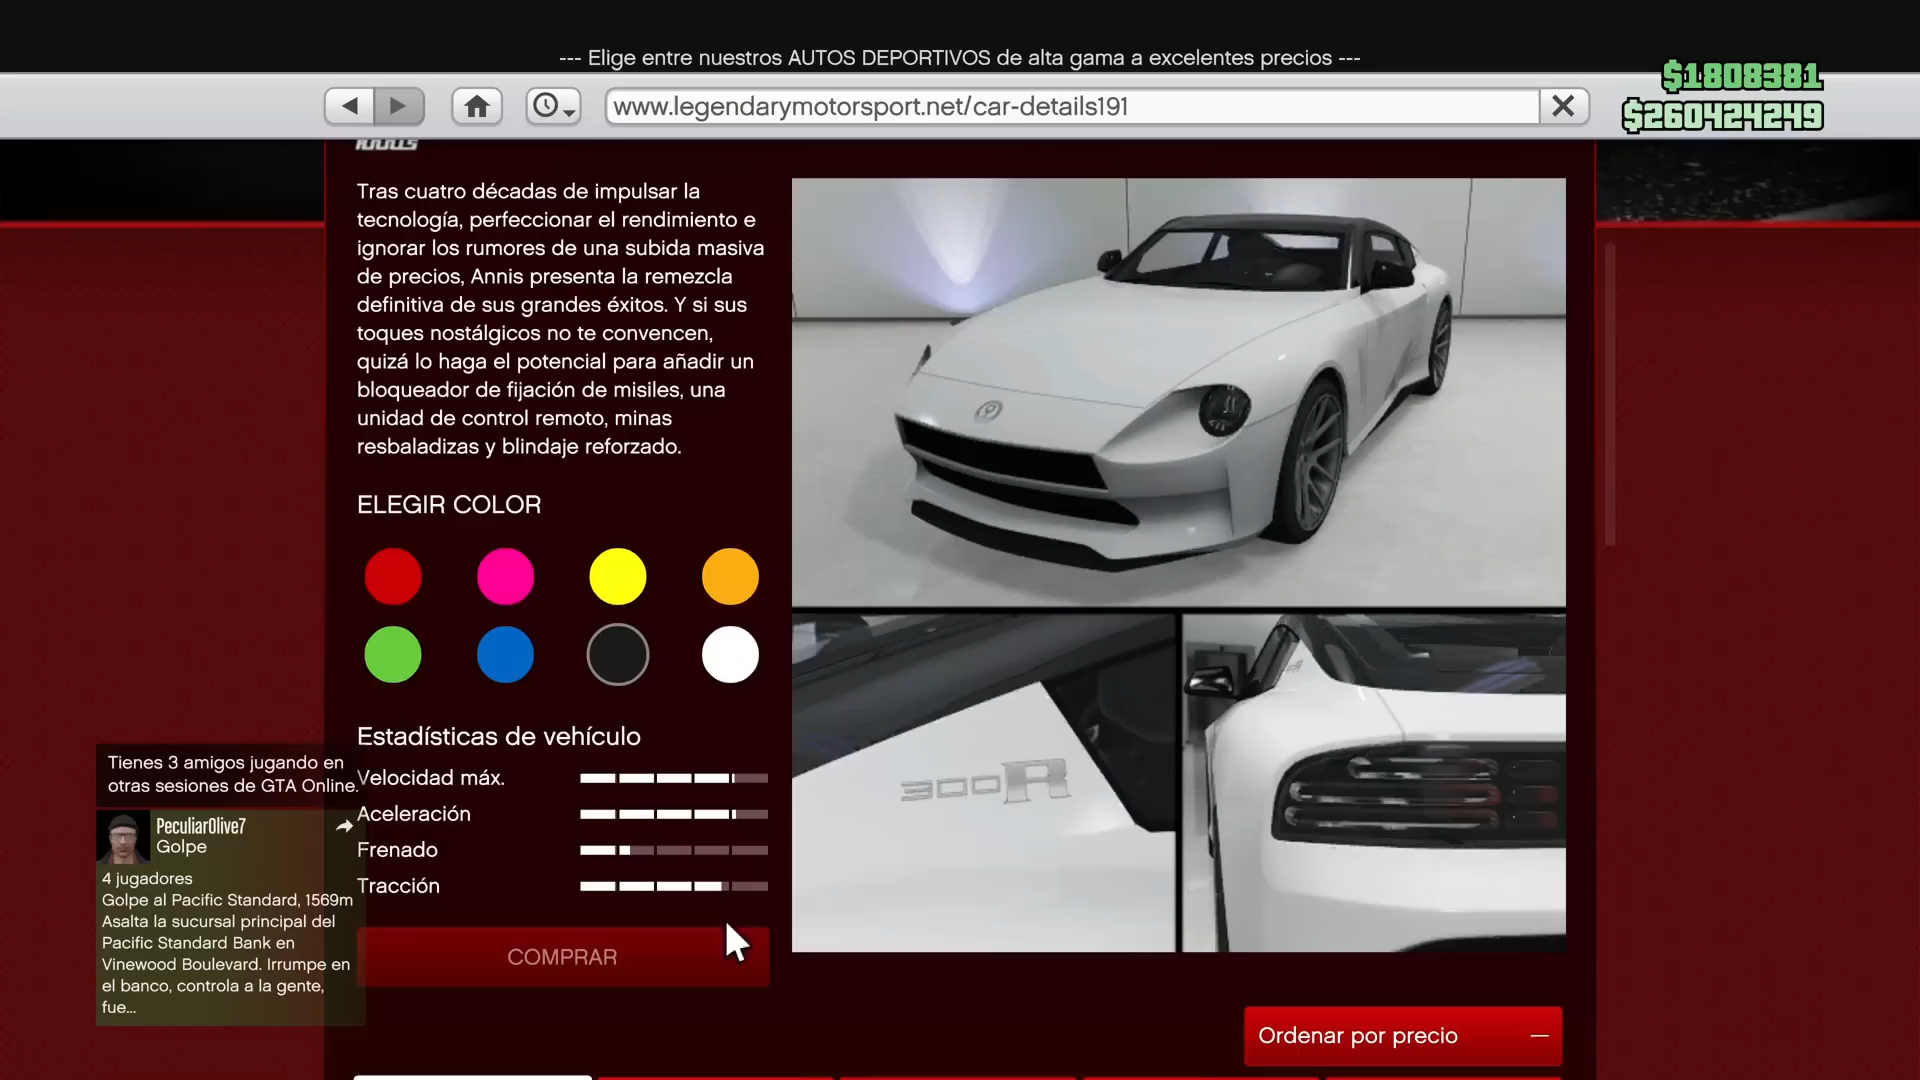 --- Elige entre nuestros AUTOS DEPORTIVOS de alta gama a excelentes precios ---
$1808381
www.legendarymotorsport.net/car-details191
$260424249
ANNIS
Tras cuatro décadas de impulsar la
tecnología, perfeccionar el rendimiento e
ignorar los rumores de una subida masiva
de precios, Annis presenta la remezcla
definitiva de sus grandes éxitos. Y si sus
toques nostálgicos no te convencen,
quizá lo haga el potencial para añadir un
bloqueador de fijación de misiles, una
unidad de control remoto, minas
resbaladizas y blindaje reforzado.
ELEGIR COLOR
Estadísticas de vehículo
Velocidad máx.
Aceleración
Frenado
Tracción
COMPRAR
300R
Tienes 3 amigos jugando en
otras sesiones de GTA Online.
PeculiarOlive7
Golpe
4 jugadores
Golpe al Pacific Standard, 1569m
Asalta la sucursal principal del
Pacific Standard Bank en
Vinewood Boulevard. Irrumpe en
el banco, controla a la gente,
fue...
Ordenar por precio